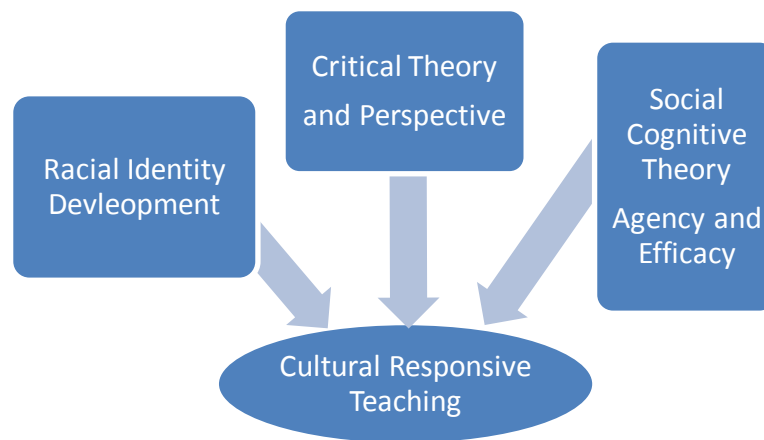 Racial Identity
Devleopment
Critical Theory
and Perspective
Social
Cognitive
Theory
Agency and
Efficacy
Cultural Responsive
Teaching